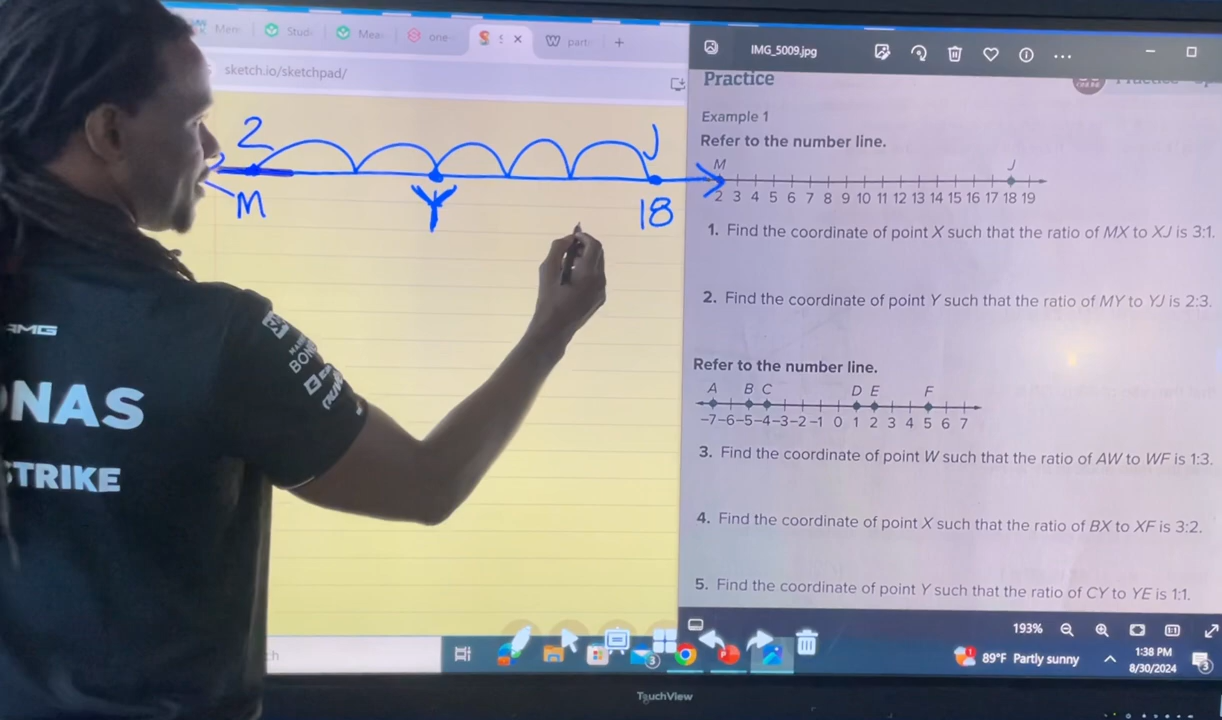 Mea
one-
S
parti
+
sketch.io/sketchpad/
2
J
M
Y
18
IMG_5009.jpg
Practice
Example 1
Refer to the number line.
M J
2 3 4 5 6 7 8 9 10 11 12 13 14 15 16 17 18 19
1. Find the coordinate of point X such that the ratio of MX to XJ is 3:1.
2. Find the coordinate of point Y such that the ratio of MY to YJ is 2:3.
Refer to the number line.
A B C D E F
-7 -6 -5 -4 -3 -2 -1 0 1 2 3 4 5 6 7
3. Find the coordinate of point W such that the ratio of AW to WF is 1:3.
4. Find the coordinate of point X such that the ratio of BX to XF is 3:2.
5. Find the coordinate of point Y such that the ratio of CY to YE is 1:1.
193%
89°F Partly sunny
1:38 PM
8/30/2024
3
TouchView
AMG
NAS
STRIKE